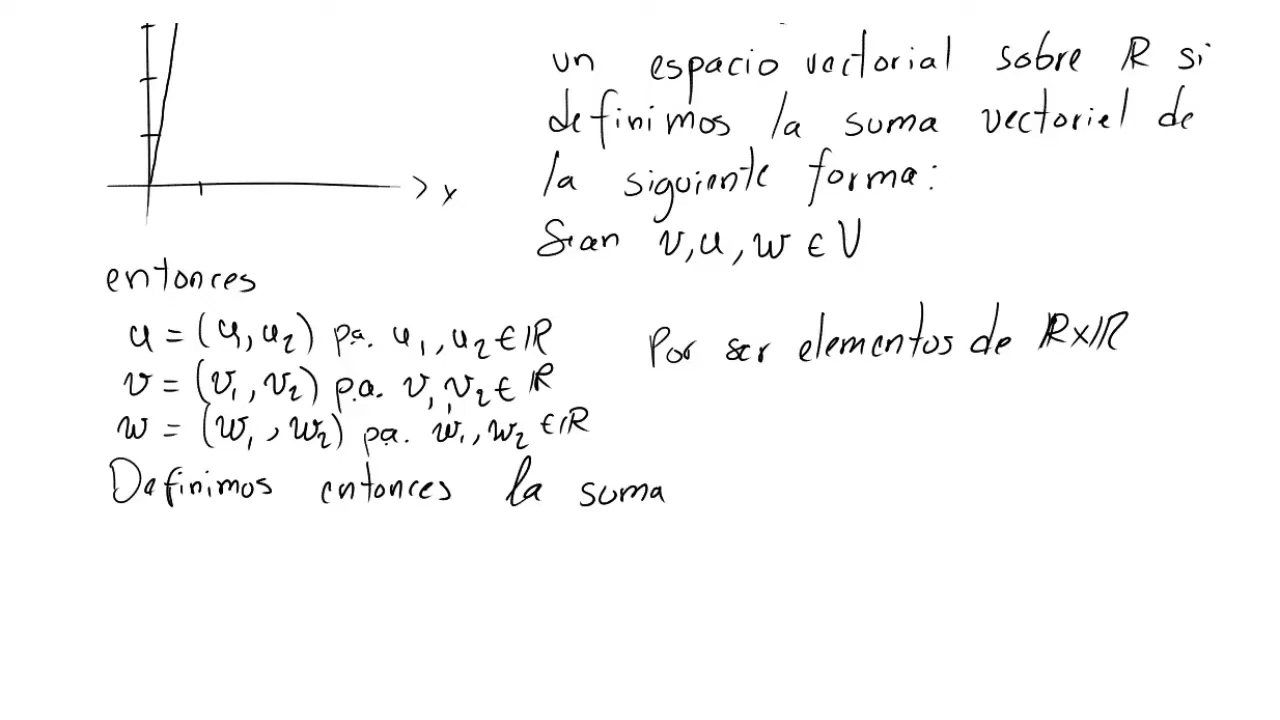 un espacio vectorial sobre ℝ si
definimos la suma vectoriel de
la siguiente forma:
x
Sean v, u, w ∈ V
entonces
u = (u₁, u₂) p.a. u₁, u₂ ∈ ℝ
Por ser elementos de ℝ×ℝ
v = (v₁, v₂) p.a. v₁, v₂ ∈ ℝ
w = (w₁, w₂) pa. w₁, w₂ ∈ ℝ
Definimos entonces la suma